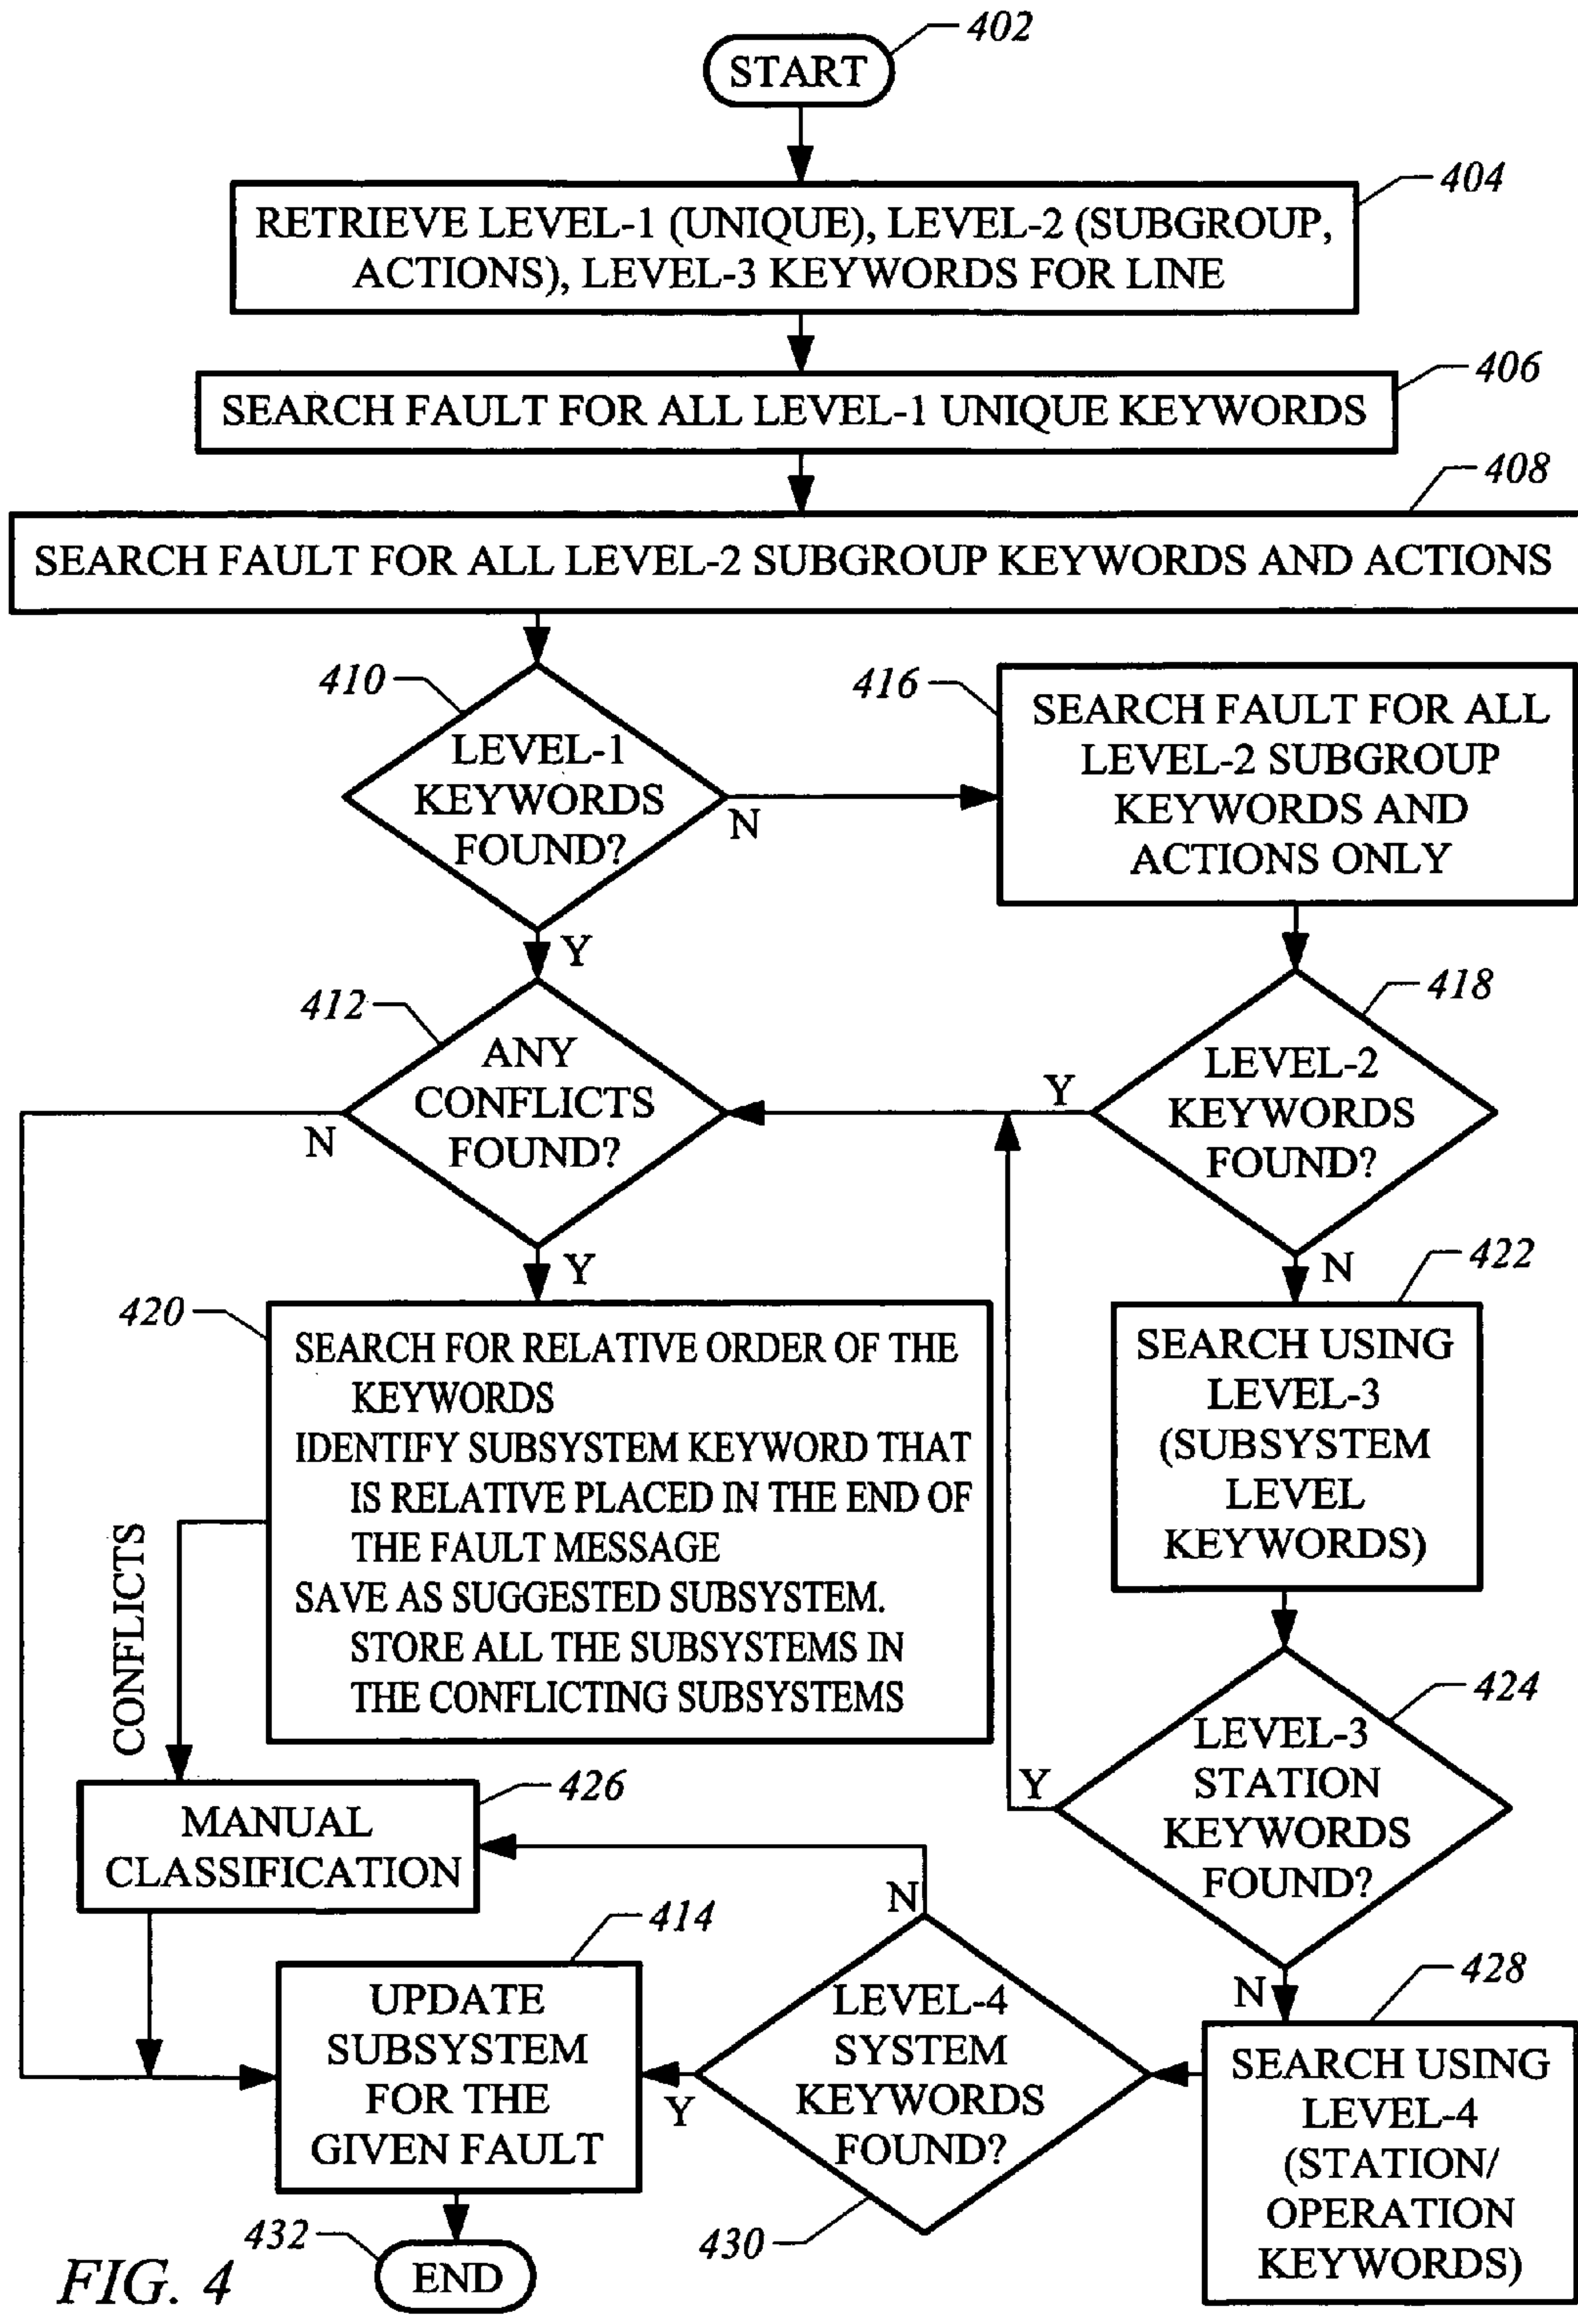 402
START
404
RETRIEVE LEVEL-1 (UNIQUE), LEVEL-2 (SUBGROUP,
ACTIONS), LEVEL-3 KEYWORDS FOR LINE
406
SEARCH FAULT FOR ALL LEVEL-1 UNIQUE KEYWORDS
408
SEARCH FAULT FOR ALL LEVEL-2 SUBGROUP KEYWORDS AND ACTIONS
410
LEVEL-1
KEYWORDS
FOUND?
N
Y
416
SEARCH FAULT FOR ALL
LEVEL-2 SUBGROUP
KEYWORDS AND
ACTIONS ONLY
412
ANY
CONFLICTS
FOUND?
N
Y
418
LEVEL-2
KEYWORDS
FOUND?
Y
N
420
SEARCH FOR RELATIVE ORDER OF THE
KEYWORDS
IDENTIFY SUBSYSTEM KEYWORD THAT
IS RELATIVE PLACED IN THE END OF
THE FAULT MESSAGE
SAVE AS SUGGESTED SUBSYSTEM.
STORE ALL THE SUBSYSTEMS IN
THE CONFLICTING SUBSYSTEMS
CONFLICTS
422
SEARCH USING
LEVEL-3
(SUBSYSTEM
LEVEL
KEYWORDS)
424
LEVEL-3
STATION
KEYWORDS
FOUND?
Y
N
426
MANUAL
CLASSIFICATION
414
UPDATE
SUBSYSTEM
FOR THE
GIVEN FAULT
N
LEVEL-4
SYSTEM
KEYWORDS
FOUND?
Y
430
428
SEARCH USING
LEVEL-4
(STATION/
OPERATION
KEYWORDS)
432
END
FIG. 4